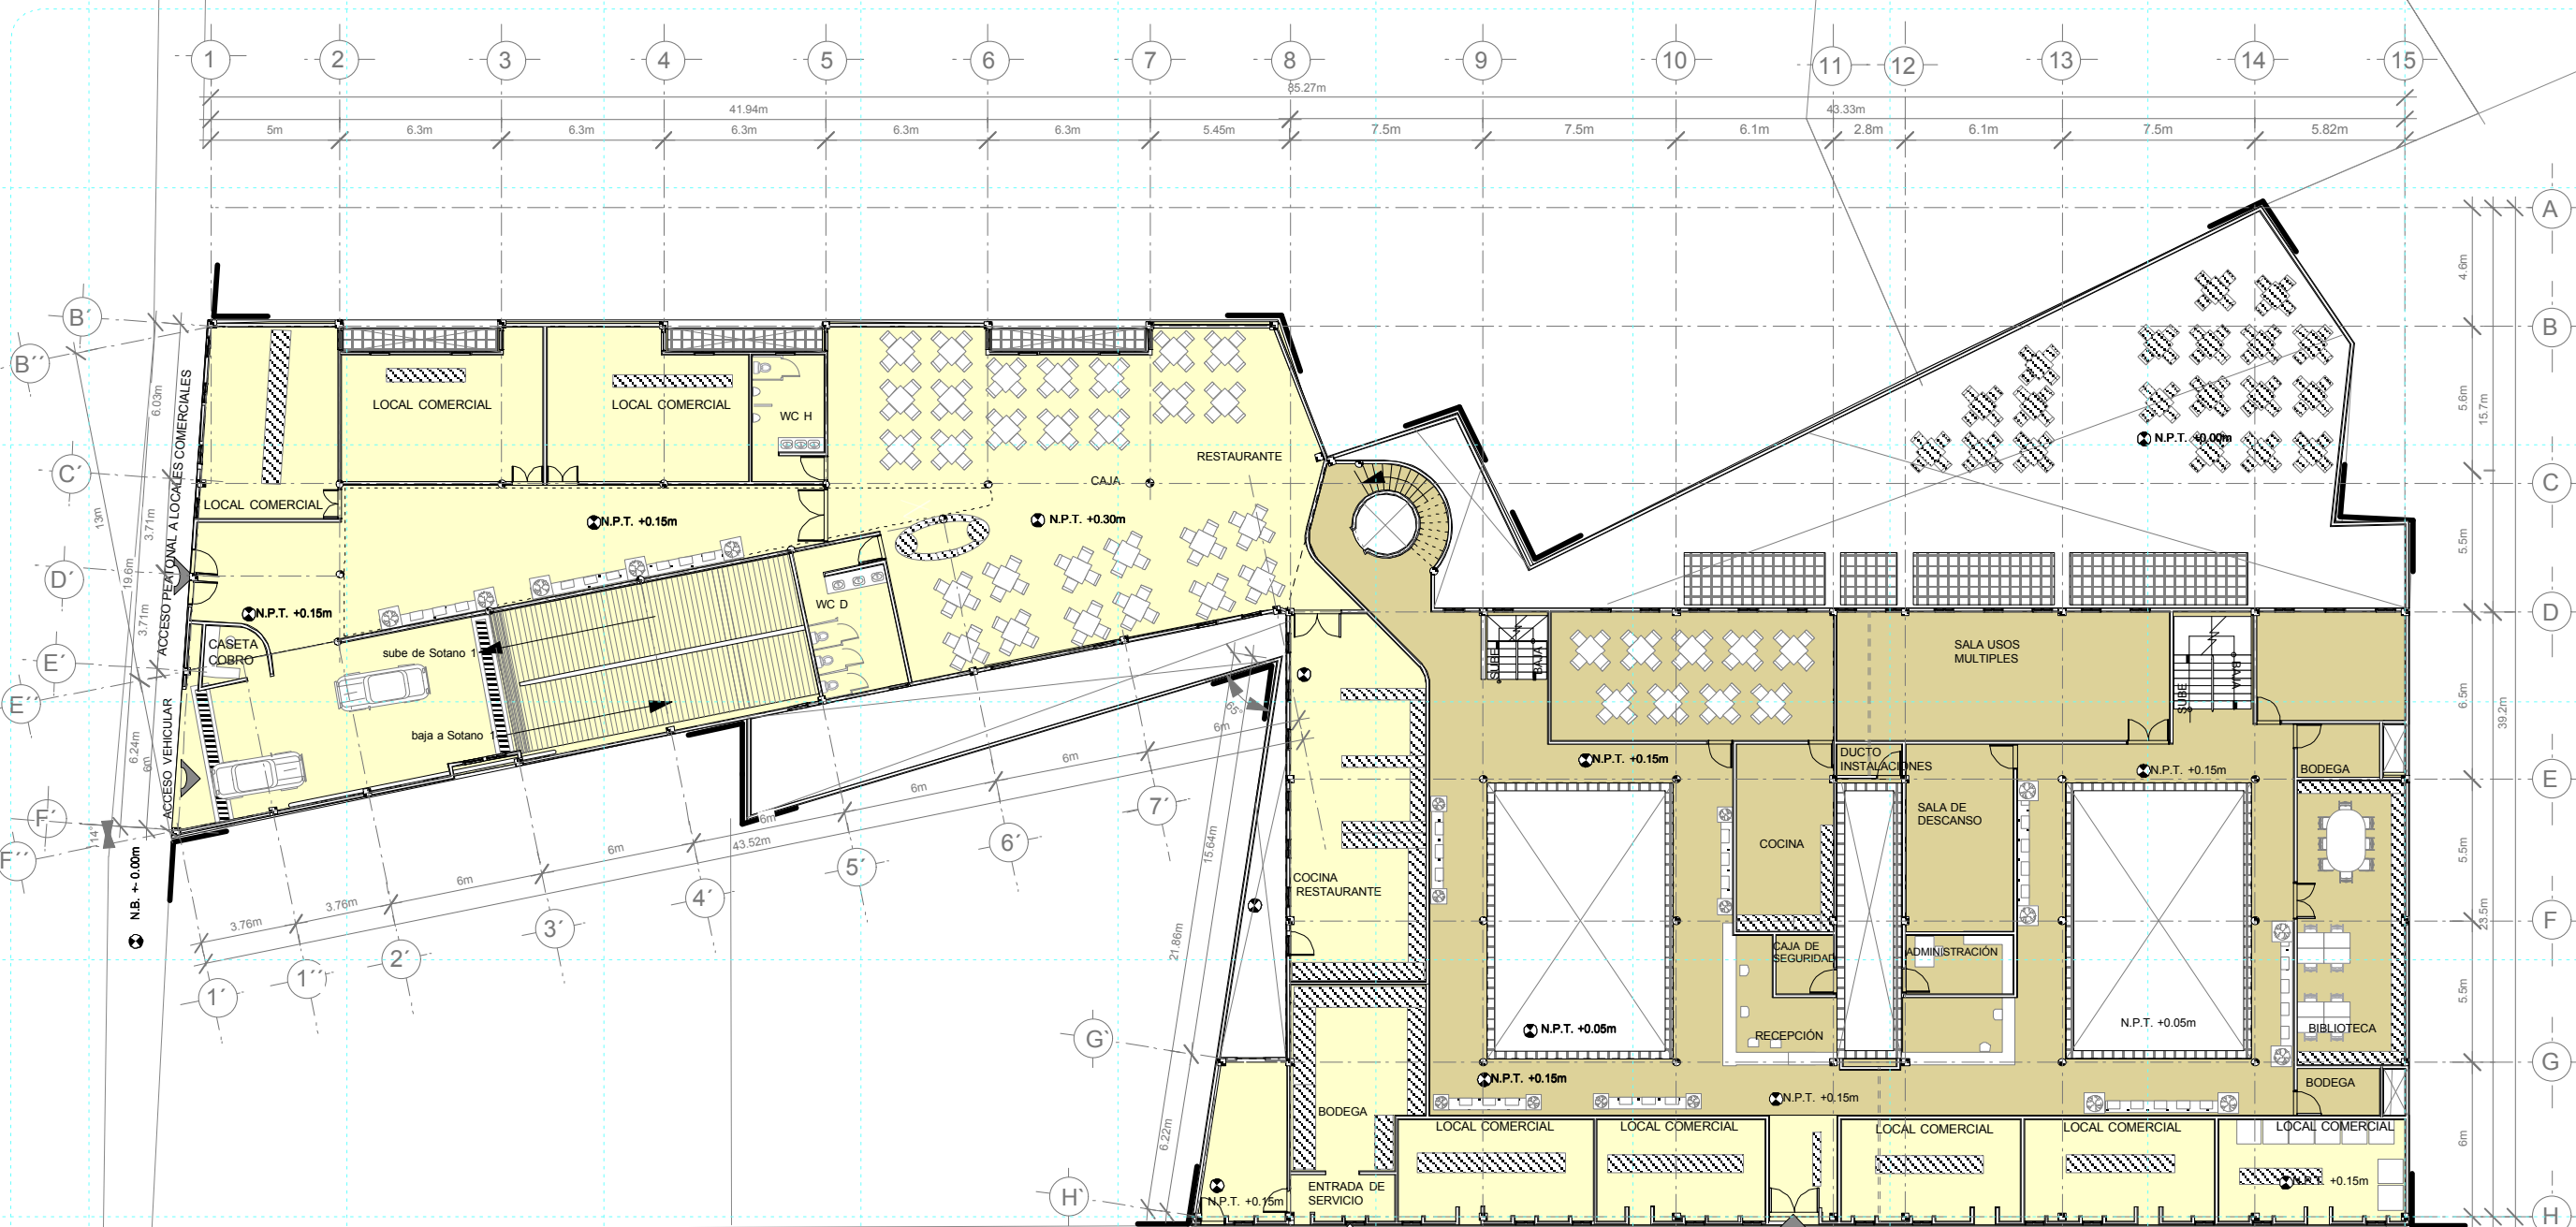 1 2 3 4 5 6 7 8 9 10 11 12 13 14 15
85.27m
41.94m 43.33m
5m 6.3m 6.3m 6.3m 6.3m 6.3m 5.45m 7.5m 7.5m 6.1m 2.8m 6.1m 7.5m 5.82m
A
B
C
D
E
F
G
H
4.6m
5.6m
5.5m
6.5m
5.5m
5.5m
6m
15.7m
23.5m
39.2m
B´
B´´
C´
D´
E´
E´´
F´
F´´
6.03m
3.71m
3.71m
6.24m
6m
13m
19.6m
14°
ACCESO PEATONAL A LOCALES COMERCIALES
ACCESO VEHICULAR
N.B. +- 0.00m
LOCAL COMERCIAL
LOCAL COMERCIAL
LOCAL COMERCIAL
WC H
RESTAURANTE
CAJA
N.P.T. +0.15m
N.P.T. +0.30m
N.P.T. +0.15m
CASETA
COBRO
sube de Sotano 1
baja a Sotano 1
WC D
65°
3.76m 3.76m 6m 6m 6m 6m 6m
6m
43.52m
1´ 1´´ 2´ 3´ 4´ 5´ 6´ 7´
15.64m
21.86m
6.22m
G`
H`
N.P.T. +0.00m
SUBE
BAJA
SALA USOS
MULTIPLES
SUBE
BAJA
N.P.T. +0.15m
DUCTO
INSTALACIONES
N.P.T. +0.15m
BODEGA
SALA DE
DESCANSO
COCINA
COCINA
RESTAURANTE
CAJA DE
SEGURIDAD
ADMINISTRACIÓN
N.P.T. +0.05m
RECEPCIÓN
N.P.T. +0.05m
BIBLIOTECA
N.P.T. +0.15m
N.P.T. +0.15m
BODEGA
BODEGA
LOCAL COMERCIAL
LOCAL COMERCIAL
LOCAL COMERCIAL
LOCAL COMERCIAL
LOCAL COMERCIAL
N.P.T. +0.15m
ENTRADA DE
SERVICIO
N.P.T. +0.15m